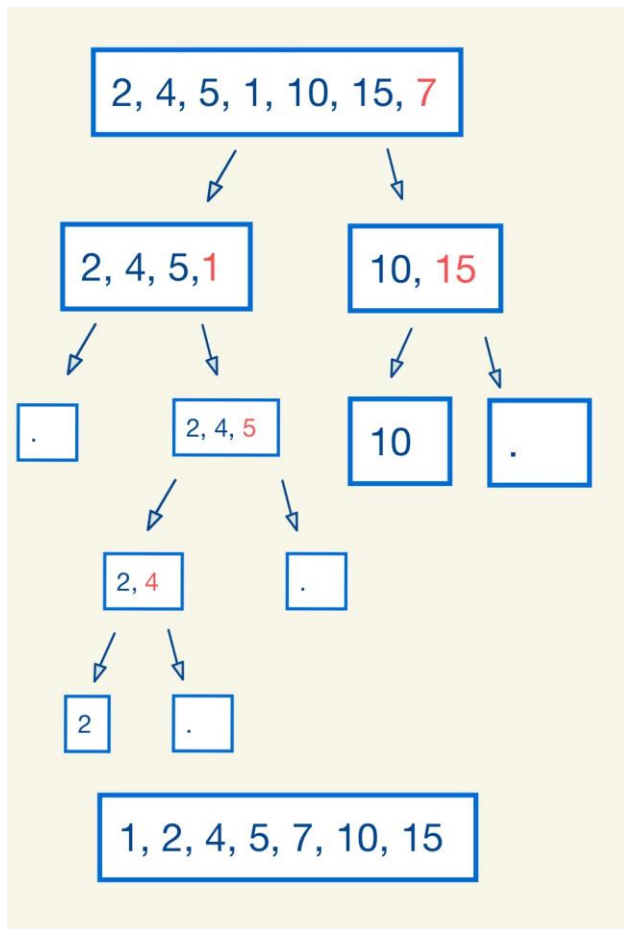 2, 4, 5, 1, 10, 15, 7
2, 4, 5,1
10, 15
.
2, 4, 5
10
.
2, 4
.
2
.
1, 2, 4, 5, 7, 10, 15